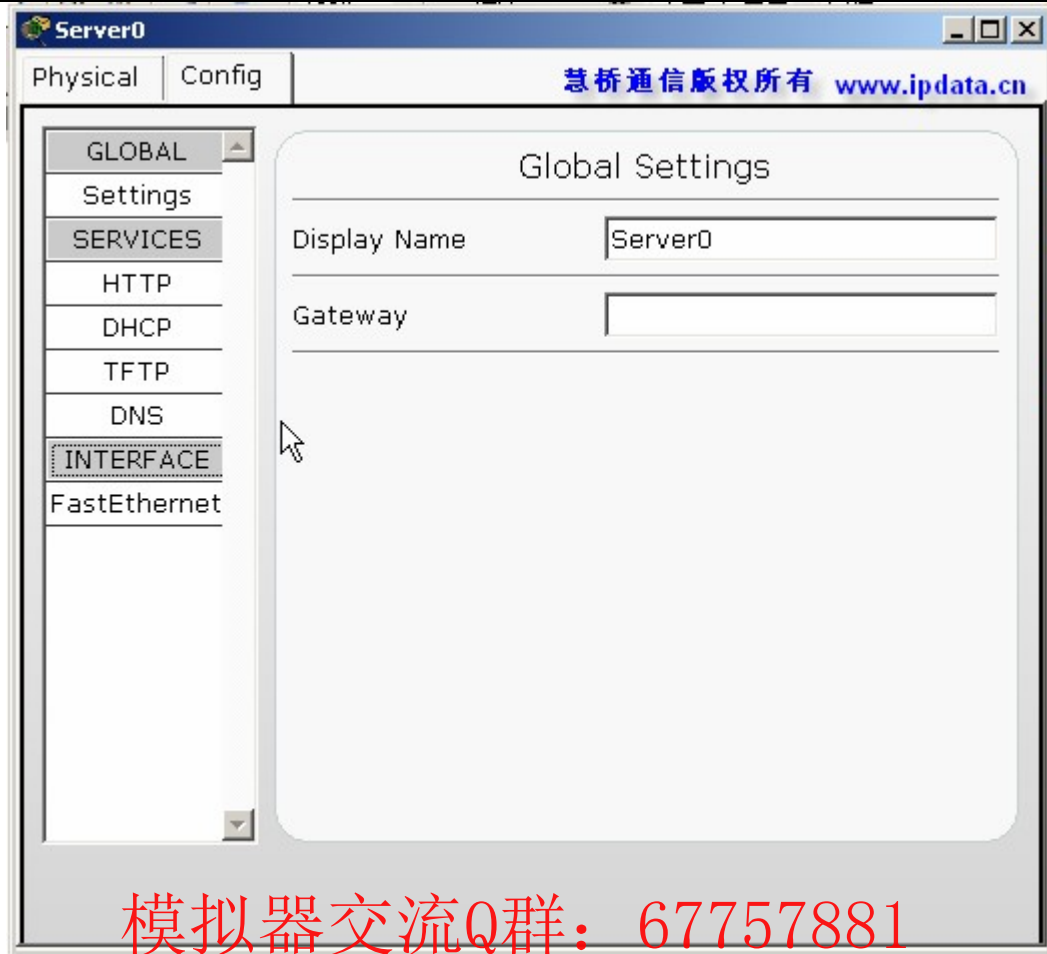 Server0
Physical Config 慧桥通信版权所有 www.ipdata.cn
GLOBAL
Settings
SERVICES
HTTP
DHCP
TFTP
DNS
INTERFACE
FastEthernet
Global Settings
Display Name Server0
Gateway
模拟器交流Q群：67757881